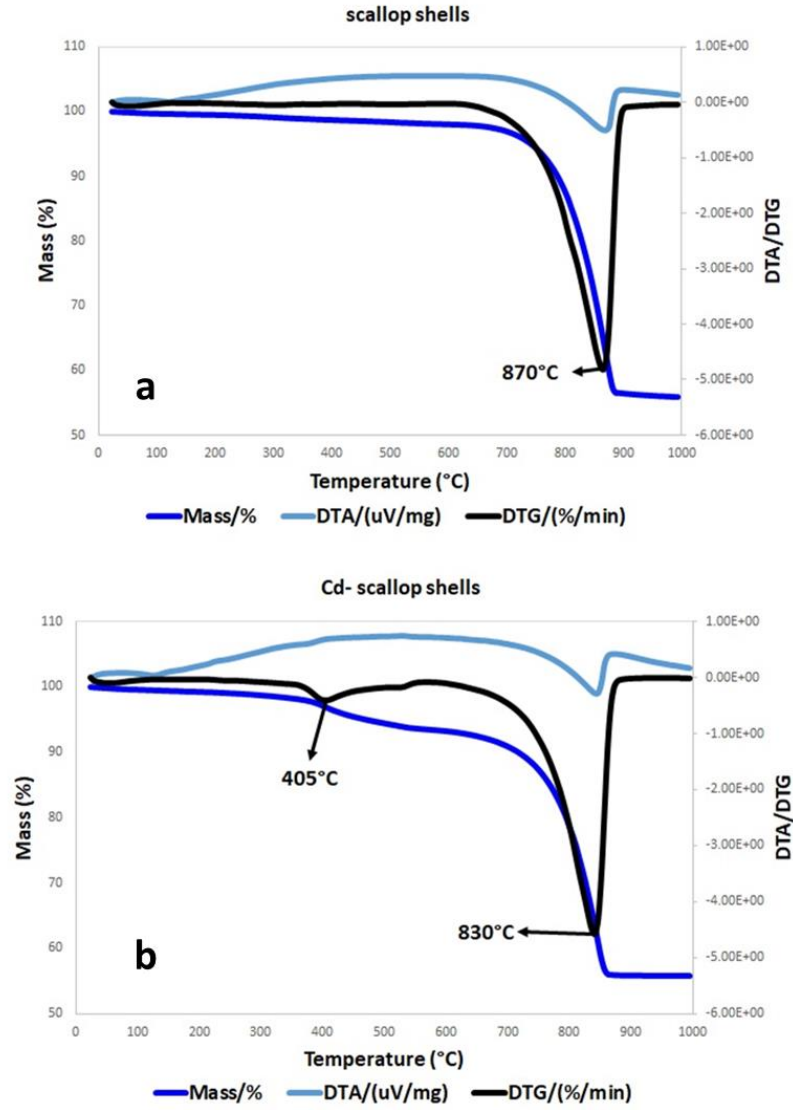 scallop shells
110
100
90
80
70
60
50
Mass (%)
1.00E+00
0.00E+00
-1.00E+00
-2.00E+00
-3.00E+00
-4.00E+00
-5.00E+00
-6.00E+00
DTA/DTG
870°C
a
0 100 200 300 400 500 600 700 800 900 1000
Temperature (°C)
Mass/% DTA/(uV/mg) DTG/(%/min)
Cd- scallop shells
110
100
90
80
70
60
50
Mass (%)
1.00E+00
0.00E+00
-1.00E+00
-2.00E+00
-3.00E+00
-4.00E+00
-5.00E+00
-6.00E+00
DTA/DTG
405°C
830°C
b
0 100 200 300 400 500 600 700 800 900 1000
Temperature (°C)
Mass/% DTA/(uV/mg) DTG/(%/min)